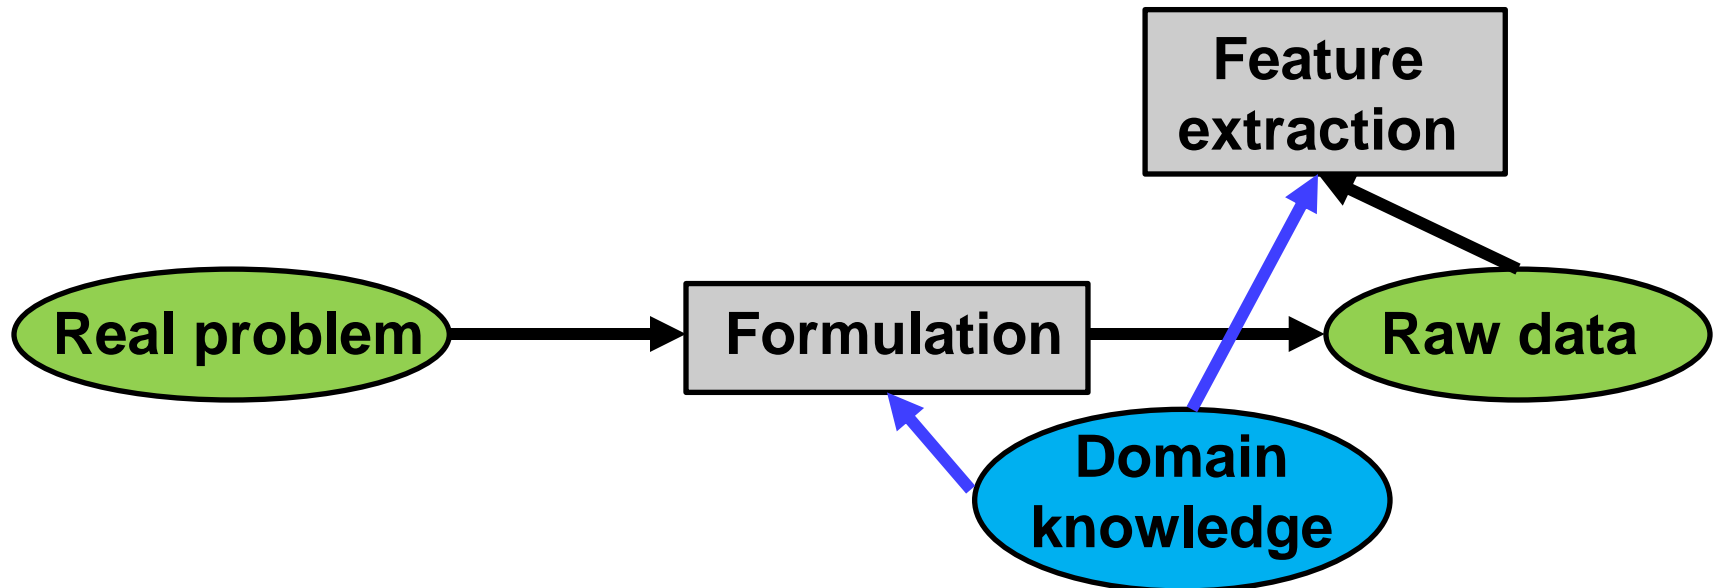 Feature
extraction
Real problem
Formulation
Raw data
Domain
knowledge